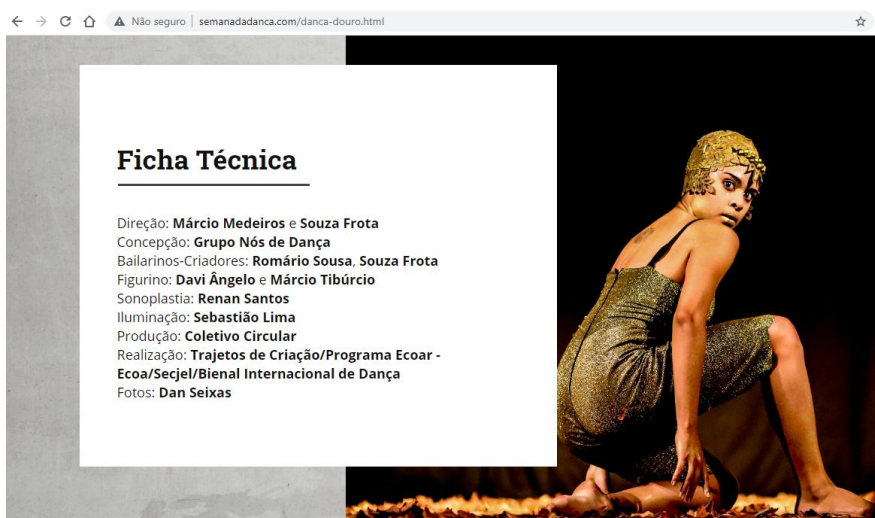 Não seguro | semanadadanca.com/danca-douro.html
Ficha Técnica
Direção: Márcio Medeiros e Souza Frota
Concepção: Grupo Nós de Dança
Bailarinos-Criadores: Romário Sousa, Souza Frota
Figurino: Davi Ângelo e Márcio Tibúrcio
Sonoplastia: Renan Santos
Iluminação: Sebastião Lima
Produção: Coletivo Circular
Realização: Trajetos de Criação/Programa Ecoar -
Ecoa/Secjel/Bienal Internacional de Dança
Fotos: Dan Seixas